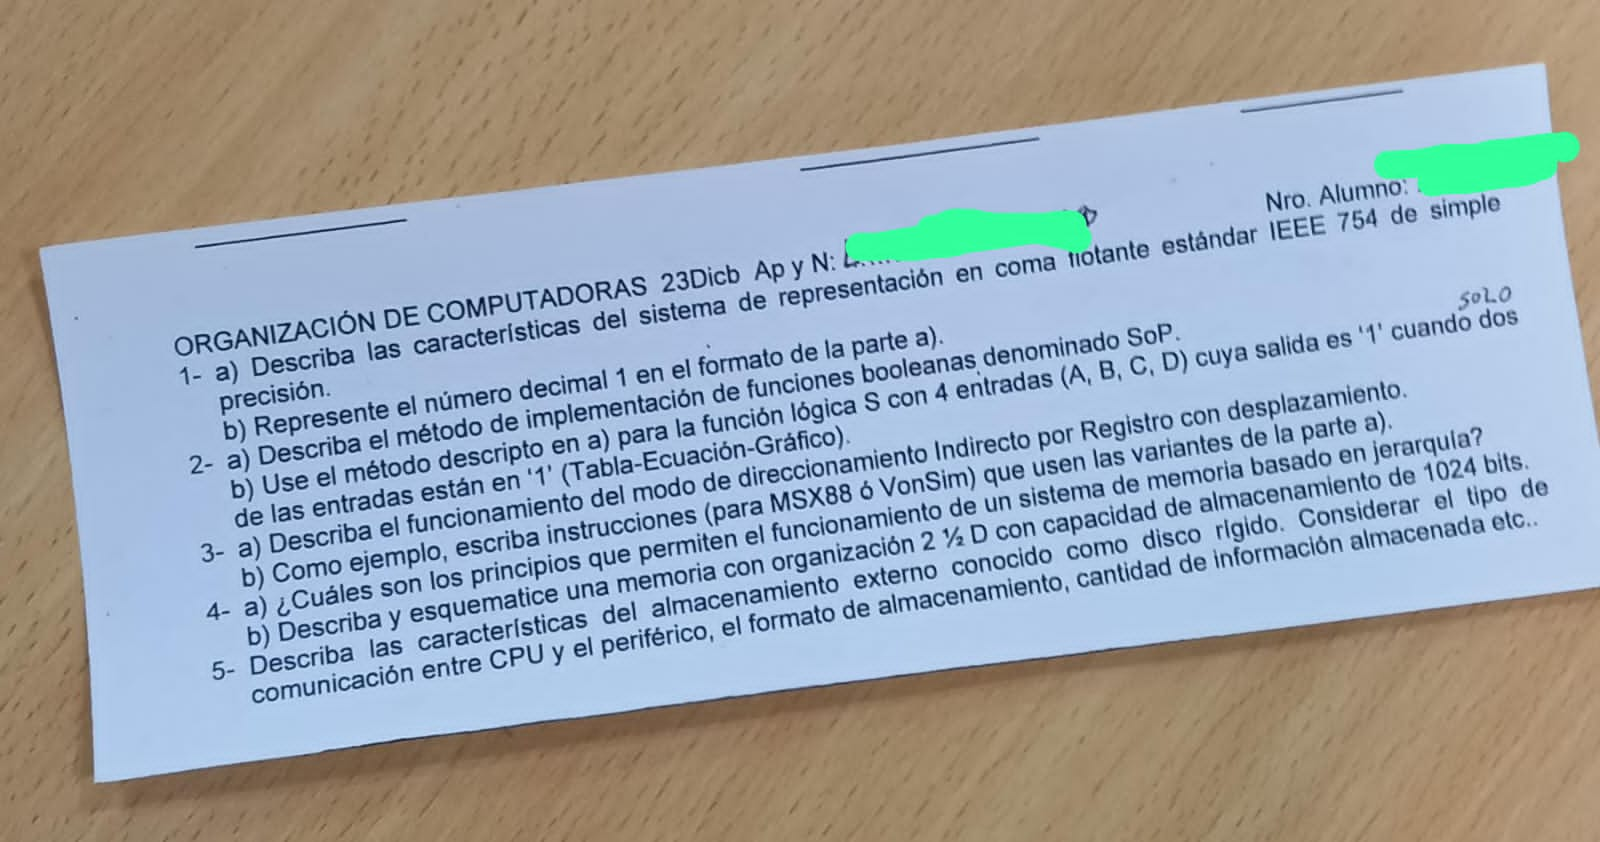 ORGANIZACIÓN DE COMPUTADORAS 23Dicb Ap y N:
Nro. Alumno:
1- a) Describa las características del sistema de representación en coma flotante estándar IEEE 754 de simple
precisión.
b) Represente el número decimal 1 en el formato de la parte a).
2- a) Describa el método de implementación de funciones booleanas denominado SoP.
SOLO
b) Use el método descripto en a) para la función lógica S con 4 entradas (A, B, C, D) cuya salida es '1' cuando dos
de las entradas están en '1' (Tabla-Ecuación-Gráfico).
3- a) Describa el funcionamiento del modo de direccionamiento Indirecto por Registro con desplazamiento.
b) Como ejemplo, escriba instrucciones (para MSX88 ó VonSim) que usen las variantes de la parte a).
4- a) ¿Cuáles son los principios que permiten el funcionamiento de un sistema de memoria basado en jerarquía?
b) Describa y esquematice una memoria con organización 2 ½ D con capacidad de almacenamiento de 1024 bits.
5- Describa las características del almacenamiento externo conocido como disco rígido. Considerar el tipo de
comunicación entre CPU y el periférico, el formato de almacenamiento, cantidad de información almacenada etc..